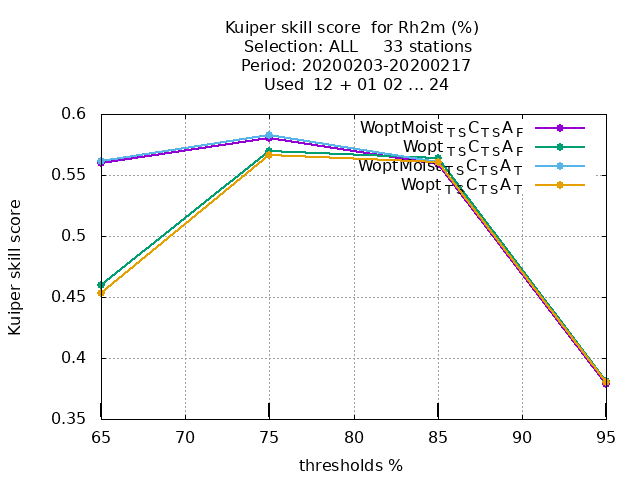 Kuiper skill score for Rh2m (%)
Selection: ALL 33 stations
Period: 20200203-20200217
Used 12 + 01 02 ... 24
WoptMoist TS C TS A F
Wopt TS C TS A F
WoptMoist TS C TS A T
Wopt TS C TS A T
0.6
0.55
0.5
0.45
0.4
0.35
Kuiper skill score
65 70 75 80 85 90 95
thresholds %